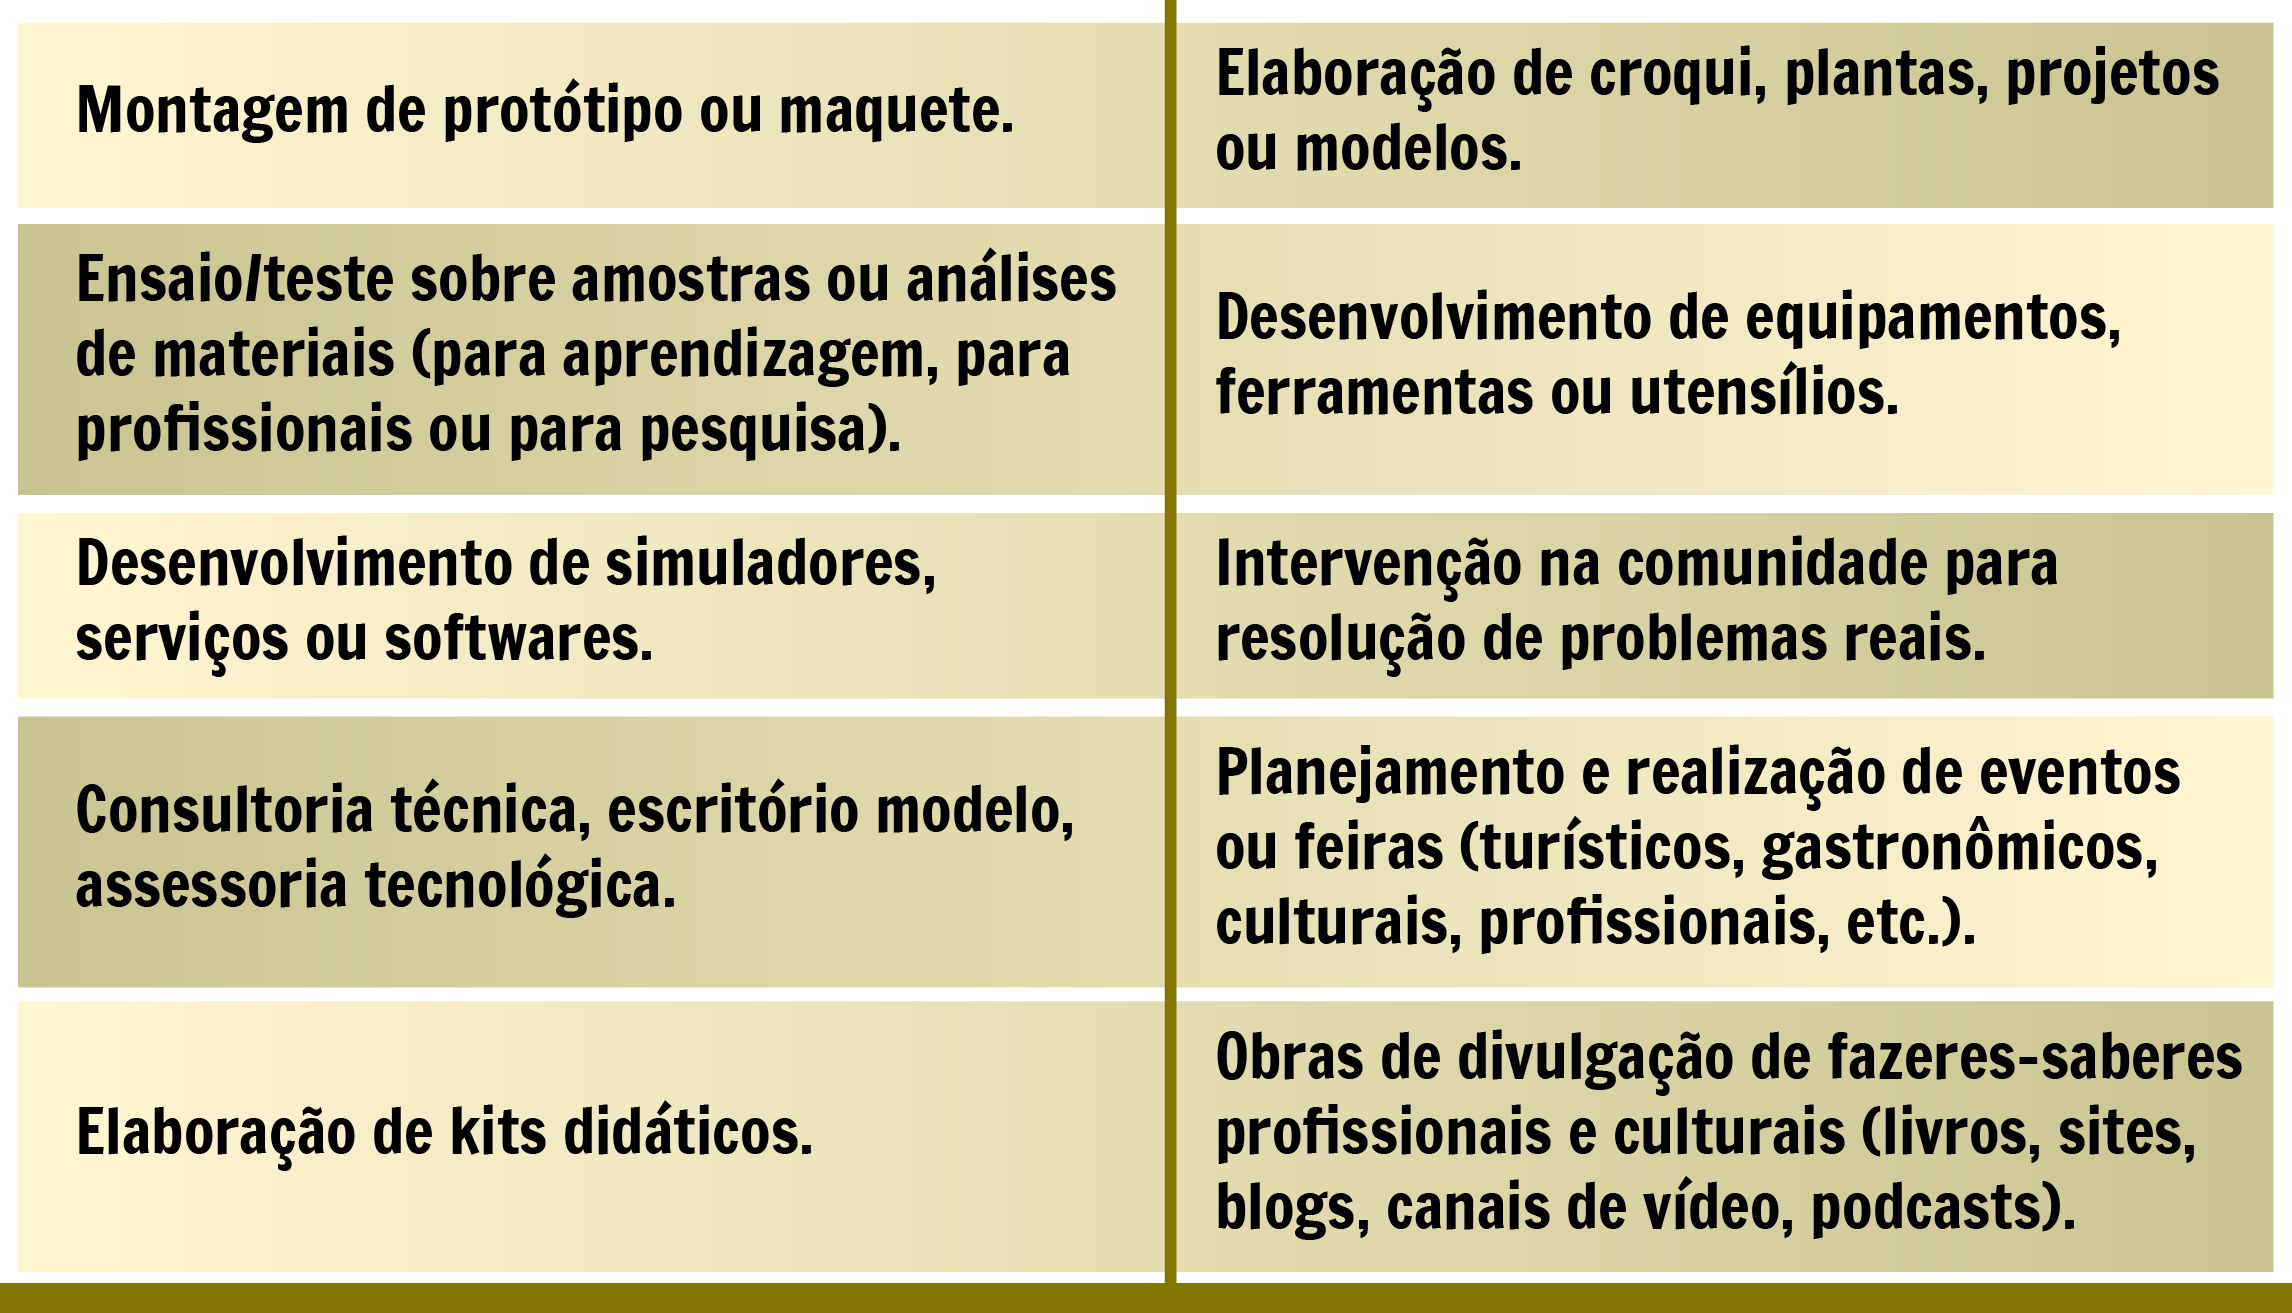 Montagem de protótipo ou maquete.
Elaboração de croqui, plantas, projetos
ou modelos.
Ensaio/teste sobre amostras ou análises
de materiais (para aprendizagem, para
profissionais ou para pesquisa).
Desenvolvimento de equipamentos,
ferramentas ou utensílios.
Desenvolvimento de simuladores,
serviços ou softwares.
Intervenção na comunidade para
resolução de problemas reais.
Consultoria técnica, escritório modelo,
assessoria tecnológica.
Planejamento e realização de eventos
ou feiras (turísticos, gastronômicos,
culturais, profissionais, etc.).
Elaboração de kits didáticos.
Obras de divulgação de fazeres-saberes
profissionais e culturais (livros, sites,
blogs, canais de vídeo, podcasts).